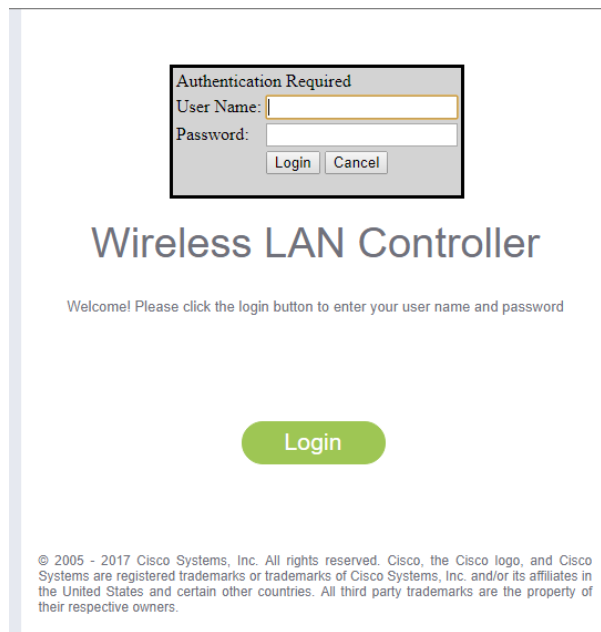 Authentication Required
User Name:
Password:
Login Cancel
Wireless LAN Controller
Welcome! Please click the login button to enter your user name and password
Login
© 2005 - 2017 Cisco Systems, Inc. All rights reserved. Cisco, the Cisco logo, and Cisco
Systems are registered trademarks or trademarks of Cisco Systems, Inc. and/or its affiliates in
the United States and certain other countries. All third party trademarks are the property of
their respective owners.